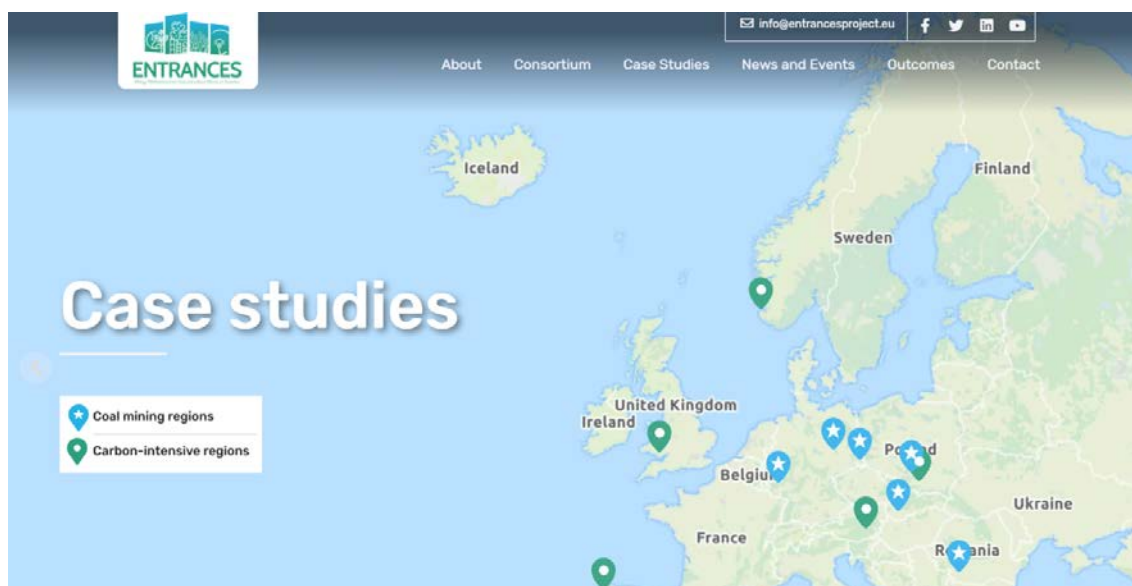 info@entrancesproject.eu
ENTRANCES
About Consortium Case Studies News and Events Outcomes Contact
Iceland
Finland
Sweden
Case studies
Coal mining regions
Carbon-intensive regions
United Kingdom
Ireland
Belgiu
Ukraine
France